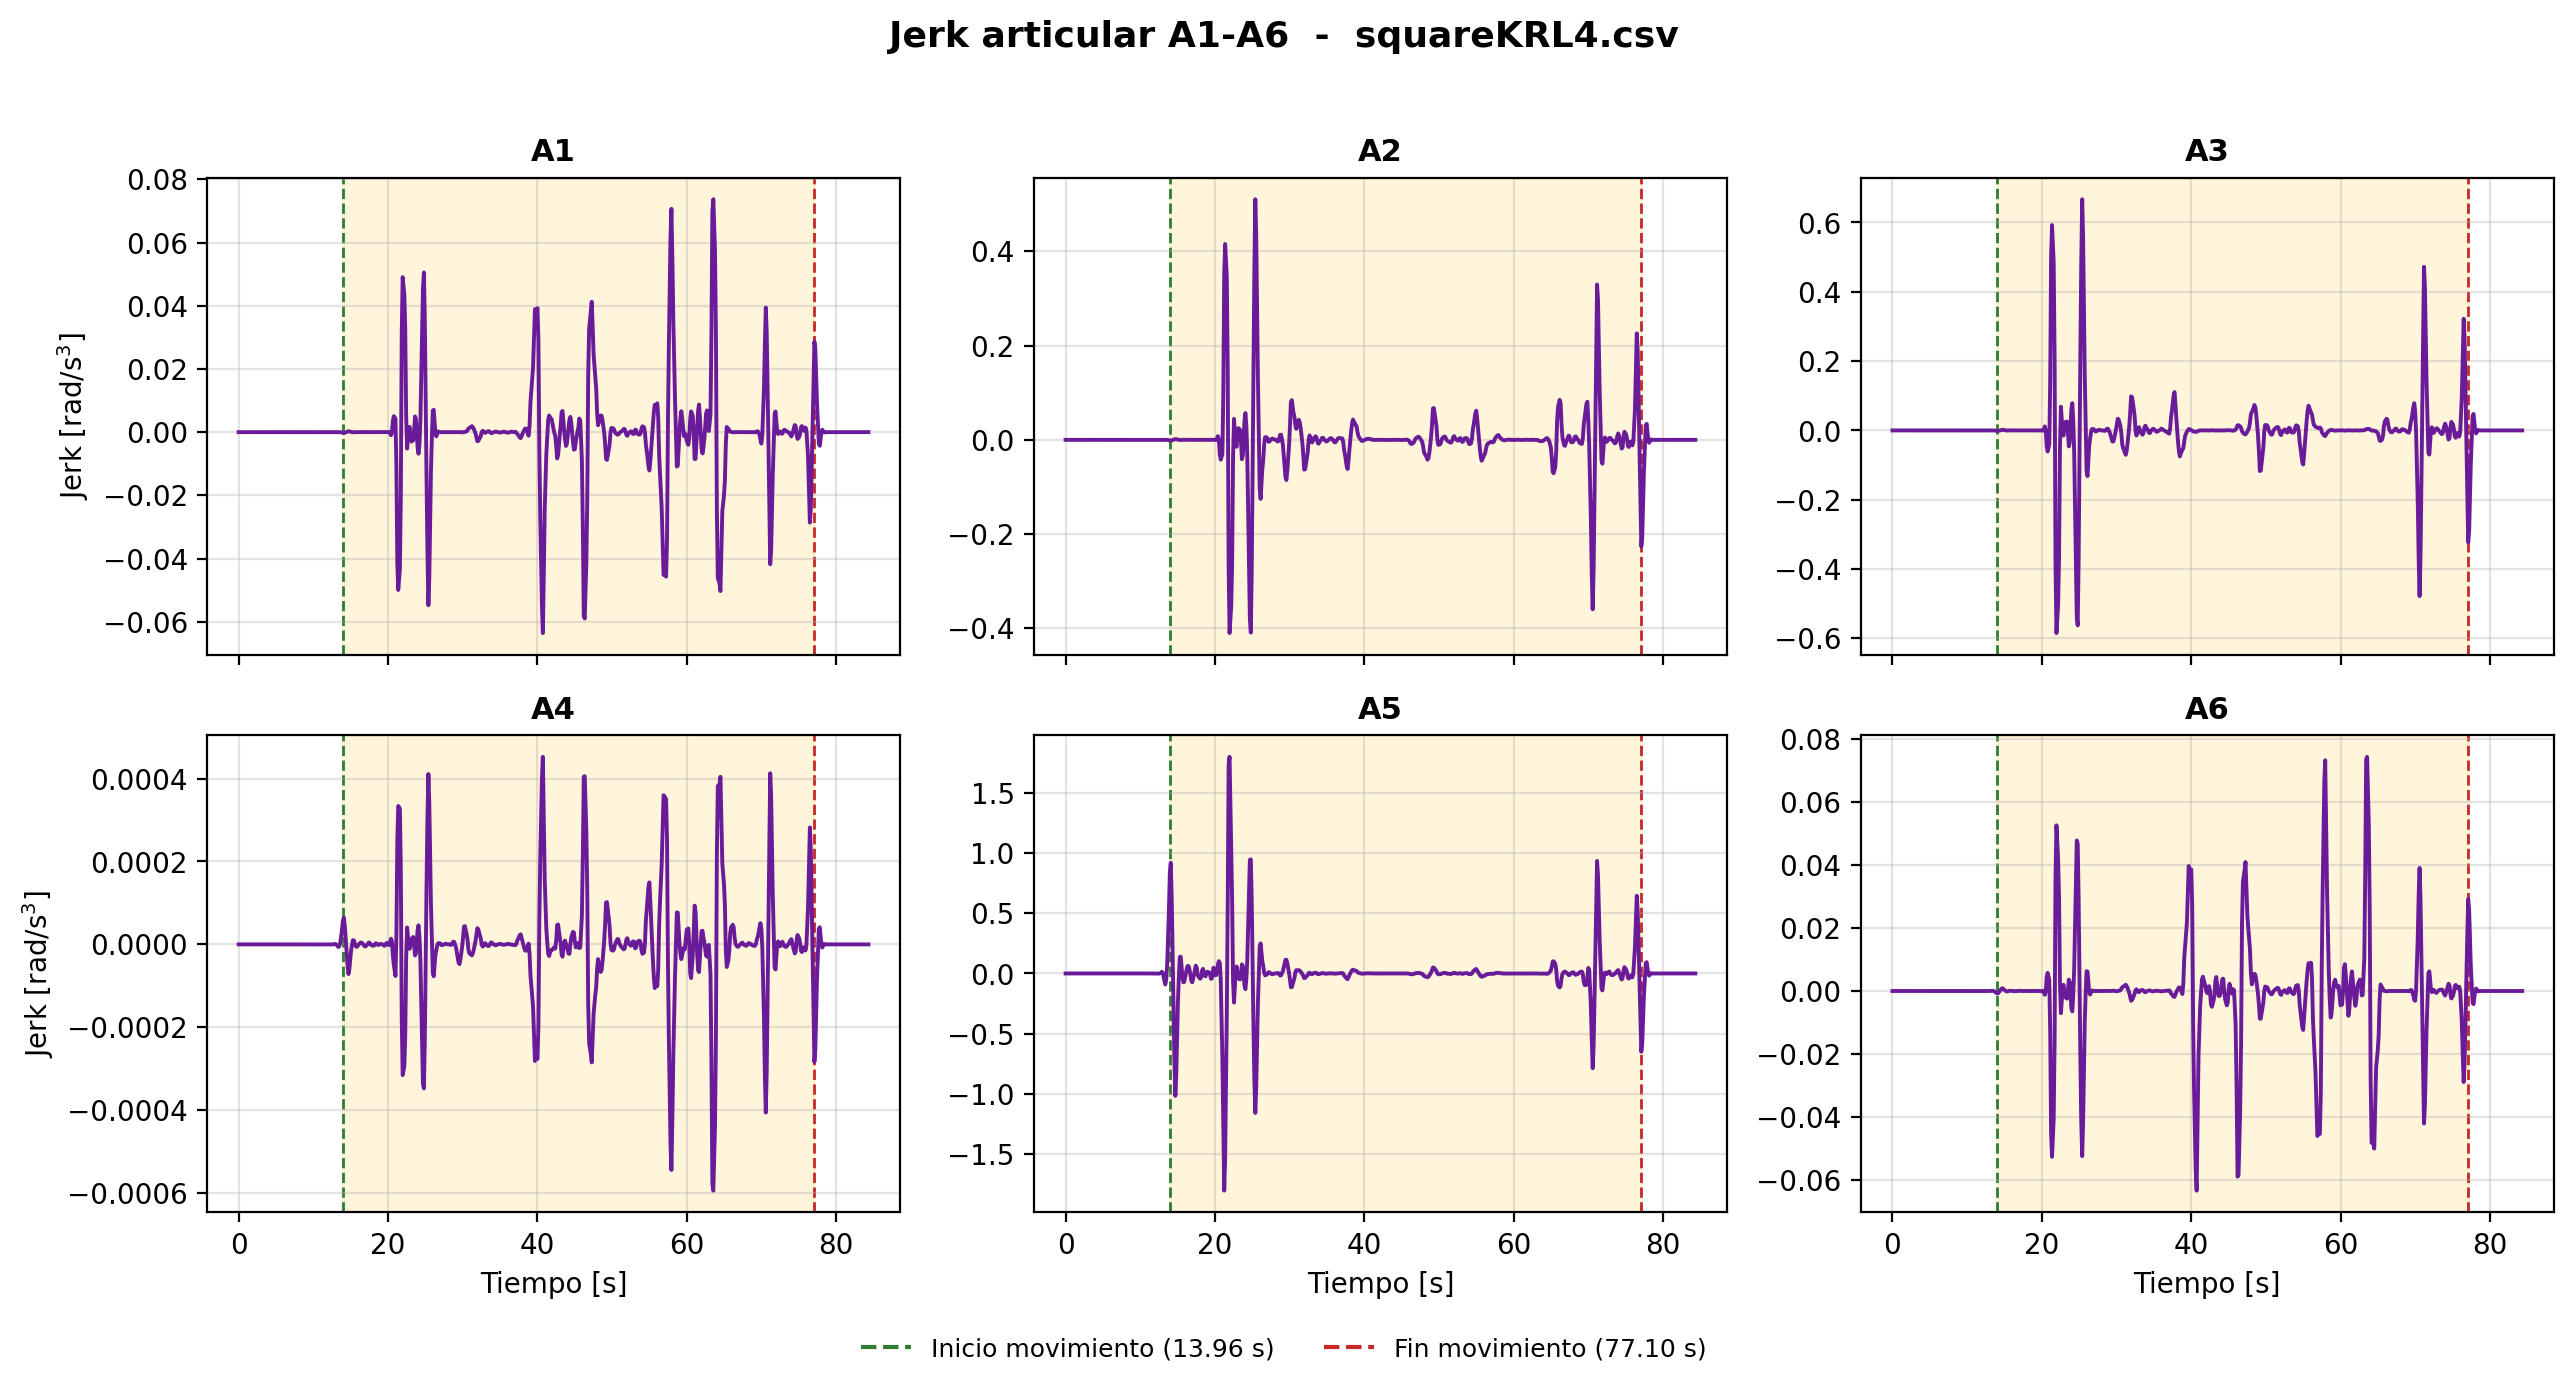 Jerk articular A1-A6 - squareKRL4.csv
A1
A2
A3
0.08
0.06
0.04
0.02
0.00
−0.02
−0.04
−0.06
Jerk [rad/s³]
0.4
0.2
0.0
−0.2
−0.4
0.6
0.4
0.2
0.0
−0.2
−0.4
−0.6
A4
A5
A6
0.0004
0.0002
0.0000
−0.0002
−0.0004
−0.0006
Jerk [rad/s³]
0 20 40 60 80
Tiempo [s]
1.5
1.0
0.5
0.0
−0.5
−1.0
−1.5
0 20 40 60 80
Tiempo [s]
0.08
0.06
0.04
0.02
0.00
−0.02
−0.04
−0.06
0 20 40 60 80
Tiempo [s]
Inicio movimiento (13.96 s) Fin movimiento (77.10 s)